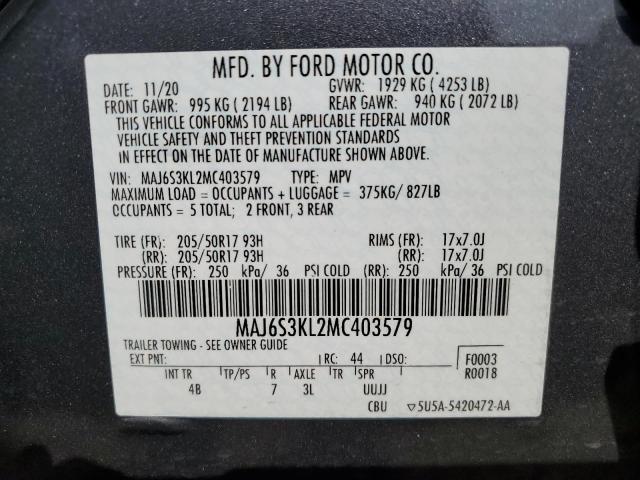 MFD. BY FORD MOTOR CO.
DATE: 11/20 GVWR: 1929 KG ( 4253 LB)
FRONT GAWR: 995 KG ( 2194 LB) REAR GAWR: 940 KG ( 2072 LB)
THIS VEHICLE CONFORMS TO ALL APPLICABLE FEDERAL MOTOR
VEHICLE SAFETY AND THEFT PREVENTION STANDARDS
IN EFFECT ON THE DATE OF MANUFACTURE SHOWN ABOVE.
VIN: MAJ6S3KL2MC403579 TYPE: MPV
MAXIMUM LOAD = OCCUPANTS + LUGGAGE = 375KG/ 827LB
OCCUPANTS = 5 TOTAL; 2 FRONT, 3 REAR
TIRE (FR): 205/50R17 93H RIMS (FR): 17x7.0J
(RR): 205/50R17 93H (RR): 17x7.0J
PRESSURE (FR): 250 kPa/ 36 PSI COLD (RR): 250 kPa/ 36 PSI COLD
MAJ6S3KL2MC403579
TRAILER TOWING - SEE OWNER GUIDE
EXT PNT: RC: 44 DSO: F0003
R0018
INT TR TP/PS R AXLE TR SPR
4B 7 3L UUJJ
CBU ▽5U5A-5420472-AA